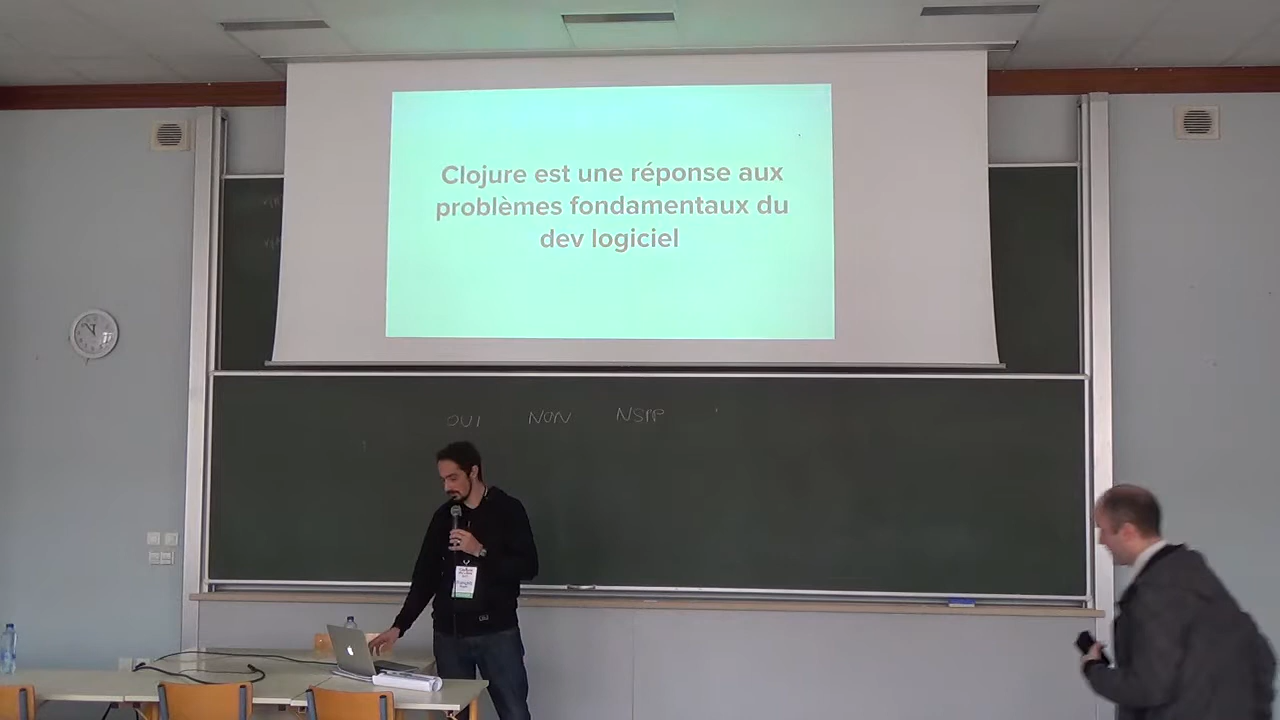 Clojure est une réponse aux
problèmes fondamentaux du
dev logiciel
OUI NON NSPP